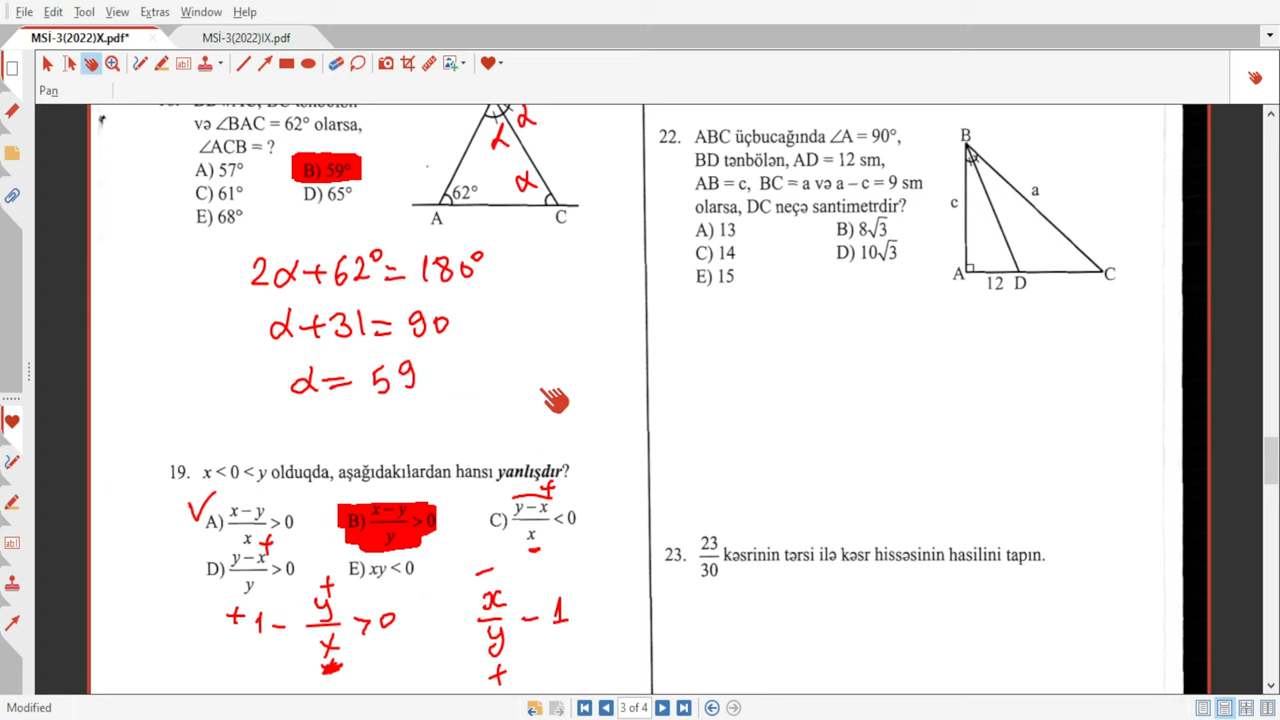 File Edit Tool View Extras Window Help
MSİ-3(2022)X.pdf* MSİ-3(2022)IX.pdf
Pan
və ∠BAC = 62° olarsa,
∠ACB = ?
A) 57° B) 59°
C) 61° D) 65°
E) 68°
α
α
α
62°
A C
2α+62°=180°
α+31=90
α=59
19. x < 0 < y olduqda, aşağıdakılardan hansı yanlışdır?
A) (x−y)/x > 0 B) (x−y)/y > 0 C) (y−x)/x < 0
D) (y−x)/y > 0 E) xy < 0
+ + + −
+ 1 − y/x > 0
− x/y − 1
+
22. ABC üçbucağında ∠A = 90°,
BD tənbölən, AD = 12 sm,
AB = c, BC = a və a − c = 9 sm
olarsa, DC neçə santimetrdir?
A) 13 B) 8√3
C) 14 D) 10√3
E) 15
B
a
c
A 12 D C
23. 23/30 kəsrinin tərsi ilə kəsr hissəsinin hasilini tapın.
Modified 3 of 4